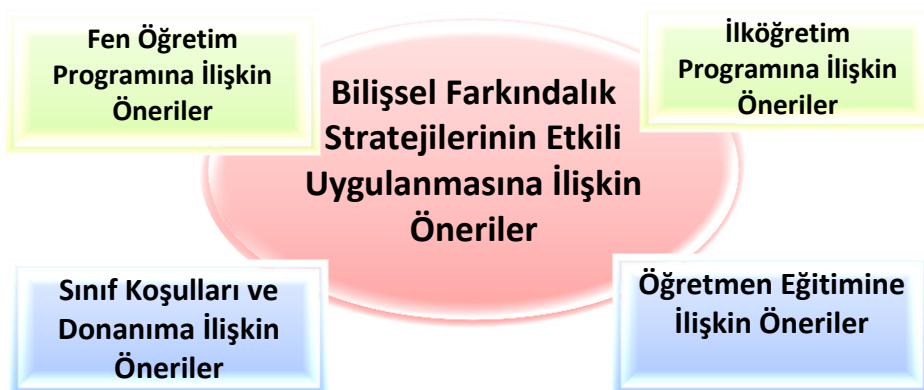 Fen Öğretim
Programına İlişkin
Öneriler
İlköğretim
Programına İlişkin
Öneriler
Bilişsel Farkındalık
Stratejilerinin Etkili
Uygulanmasına İlişkin
Öneriler
Sınıf Koşulları ve
Donanıma İlişkin
Öneriler
Öğretmen Eğitimine
İlişkin Öneriler